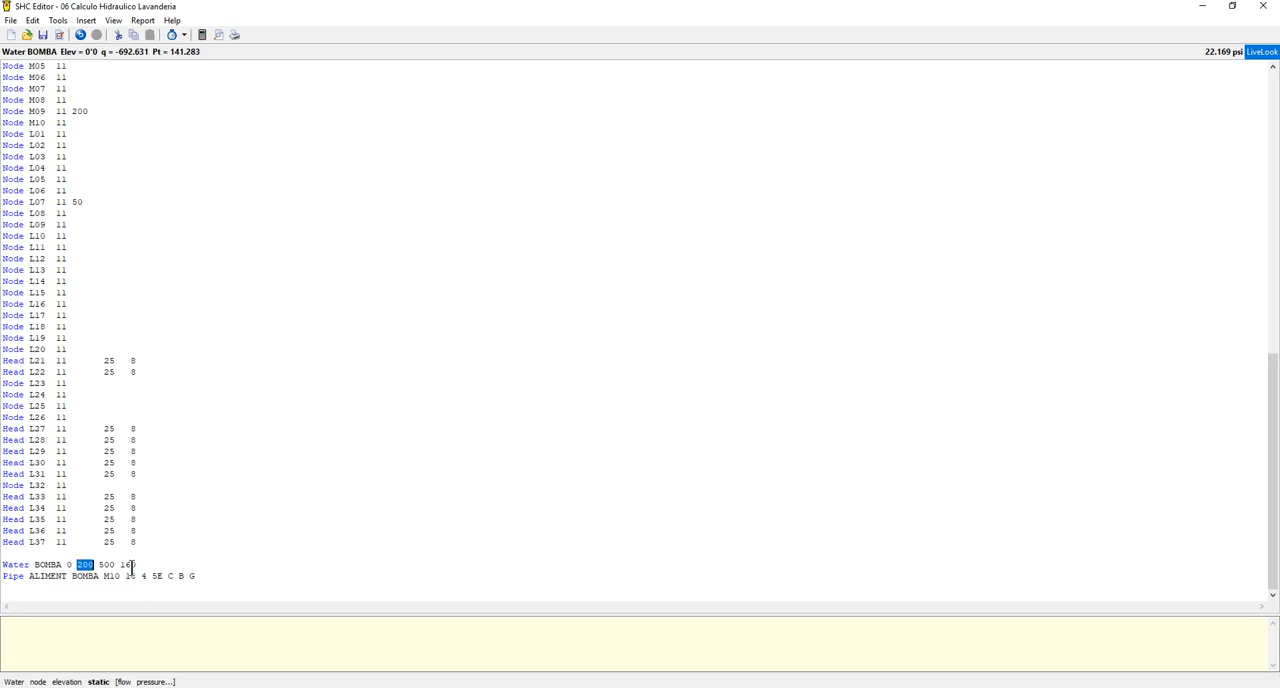 SHC Editor - 06 Calculo Hidraulico Lavanderia
File Edit Tools Insert View Report Help
Water BOMBA Elev = 0'0 q = -692.631 Pt = 141.283 22.169 psi LiveLook
Node M05 11
Node M06 11
Node M07 11
Node M08 11
Node M09 11 200
Node M10 11
Node L01 11
Node L02 11
Node L03 11
Node L04 11
Node L05 11
Node L06 11
Node L07 11 50
Node L08 11
Node L09 11
Node L10 11
Node L11 11
Node L12 11
Node L13 11
Node L14 11
Node L15 11
Node L16 11
Node L17 11
Node L18 11
Node L19 11
Node L20 11
Head L21 11 25 8
Head L22 11 25 8
Node L23 11
Node L24 11
Node L25 11
Node L26 11
Head L27 11 25 8
Head L28 11 25 8
Head L29 11 25 8
Head L30 11 25 8
Head L31 11 25 8
Node L32 11
Head L33 11 25 8
Head L34 11 25 8
Head L35 11 25 8
Head L36 11 25 8
Head L37 11 25 8
Water BOMBA 0 200 500 160
Pipe ALIMENT BOMBA M10 4 5E C B G
Water node elevation static [flow pressure...]